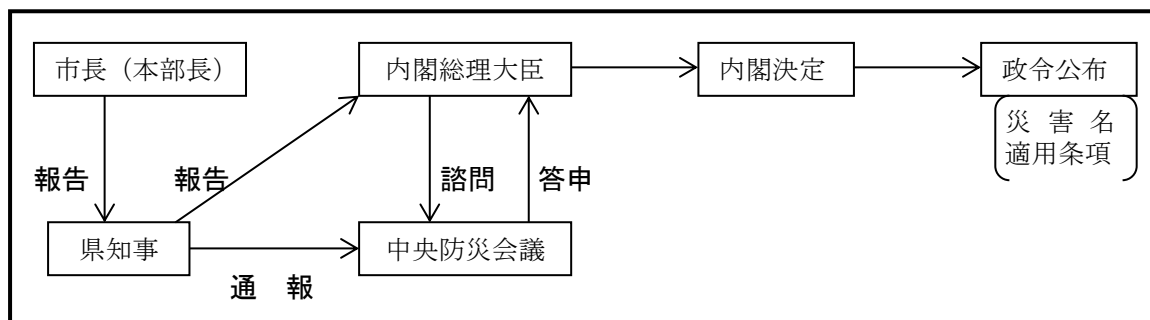 市長（本部長）
内閣総理大臣
内閣決定
政令公布
災 害 名
適用条項
報告
報告
諮問
答申
県知事
中央防災会議
通　報